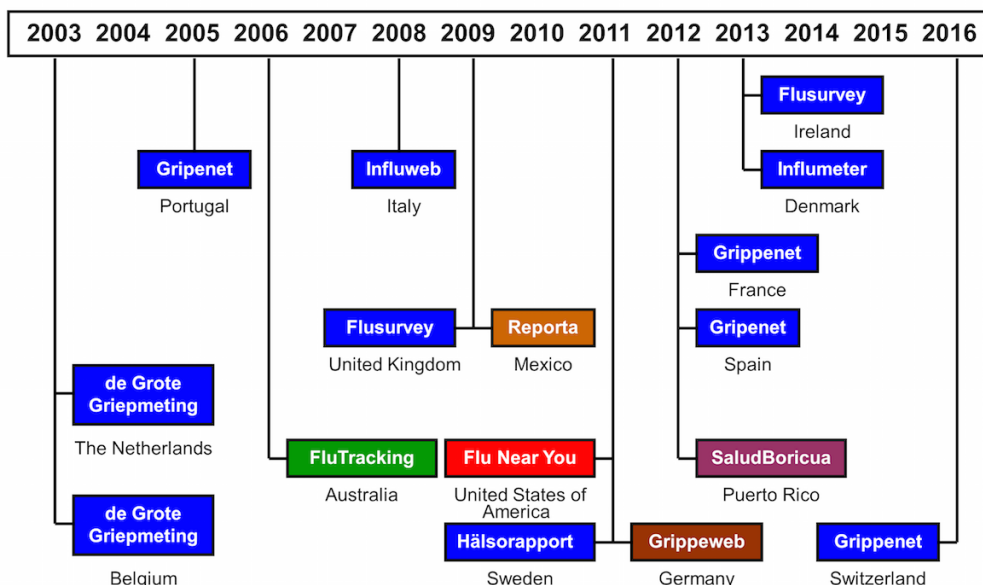 2003 2004 2005 2006 2007 2008 2009 2010 2011 2012 2013 2014 2015 2016
Flusurvey
Ireland
Gripenet
Portugal
Influweb
Italy
Influmeter
Denmark
Grippenet
France
Flusurvey
United Kingdom
Reporta
Mexico
Gripenet
Spain
de Grote
Griepmeting
The Netherlands
FluTracking
Australia
Flu Near You
United States of
America
SaludBoricua
Puerto Rico
de Grote
Griepmeting
Belgium
Hälsorapport
Sweden
Grippeweb
Germany
Grippenet
Switzerland